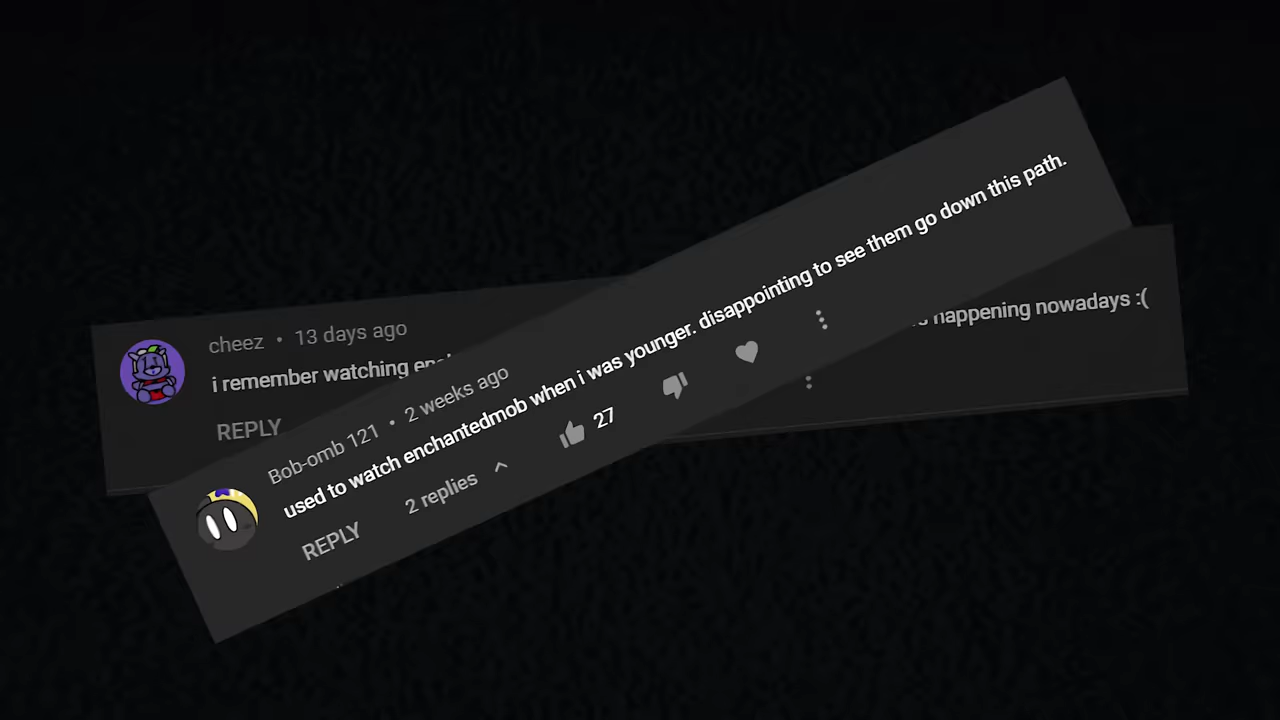 cheez • 13 days ago
i remember watching
happening nowadays :(
REPLY
Bob-omb 121 • 2 weeks ago
used to watch enchantedmob when i was younger. disappointing to see them go down this path.
REPLY
2 replies
27